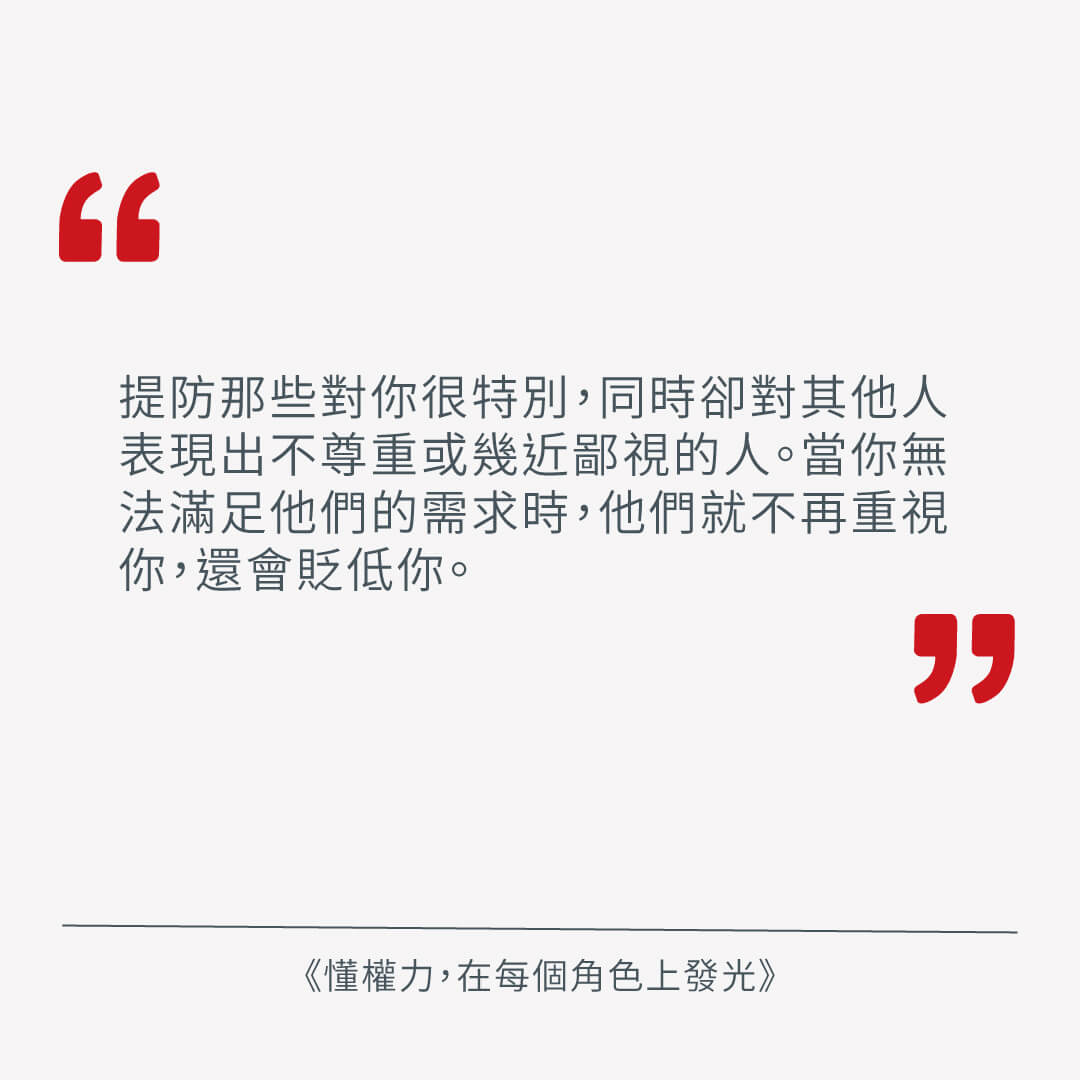 提防那些對你很特別，同時卻對其他人
表現出不尊重或幾近鄙視的人。當你無
法滿足他們的需求時，他們就不再重視
你，還會貶低你。
《懂權力，在每個角色上發光》